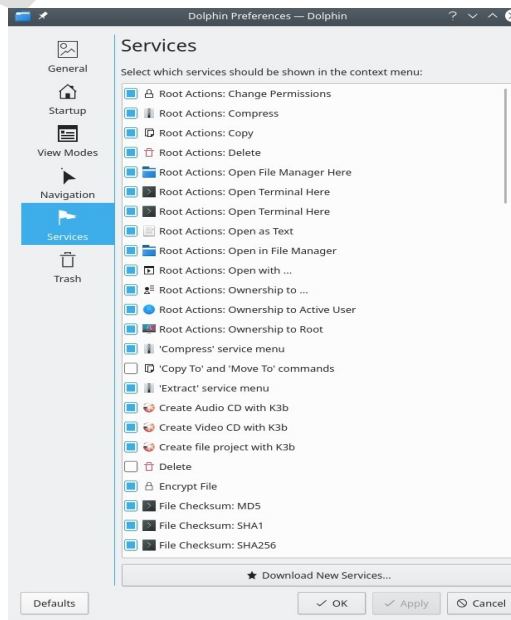 Dolphin Preferences — Dolphin
General
Startup
View Modes
Navigation
Services
Trash
Services
Select which services should be shown in the context menu:
Root Actions: Change Permissions
Root Actions: Compress
Root Actions: Copy
Root Actions: Delete
Root Actions: Open File Manager Here
Root Actions: Open Terminal Here
Root Actions: Open Terminal Here
Root Actions: Open as Text
Root Actions: Open in File Manager
Root Actions: Open with ...
Root Actions: Ownership to ...
Root Actions: Ownership to Active User
Root Actions: Ownership to Root
'Compress' service menu
'Copy To' and 'Move To' commands
'Extract' service menu
Create Audio CD with K3b
Create Video CD with K3b
Create file project with K3b
Delete
Encrypt File
File Checksum: MD5
File Checksum: SHA1
File Checksum: SHA256
Download New Services...
Defaults
OK
Apply
Cancel